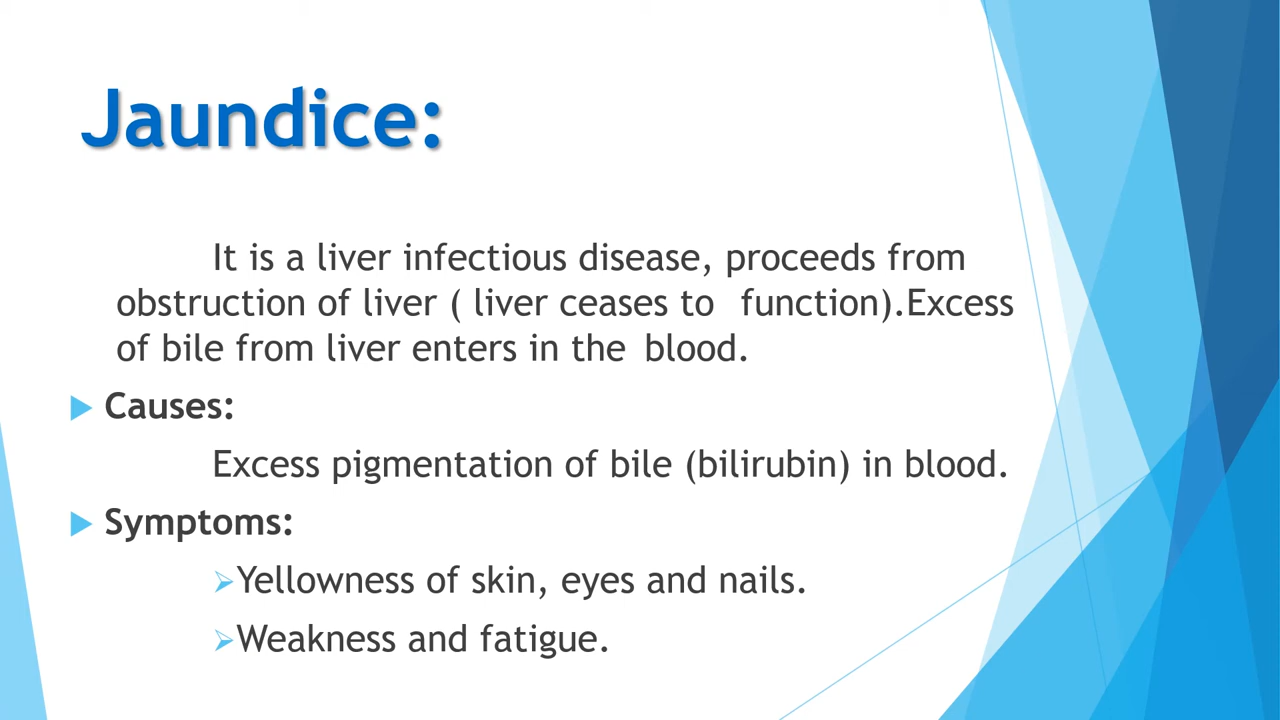 Jaundice:
It is a liver infectious disease, proceeds from
obstruction of liver ( liver ceases to function).Excess
of bile from liver enters in the blood.
Causes:
Excess pigmentation of bile (bilirubin) in blood.
Symptoms:
Yellowness of skin, eyes and nails.
Weakness and fatigue.